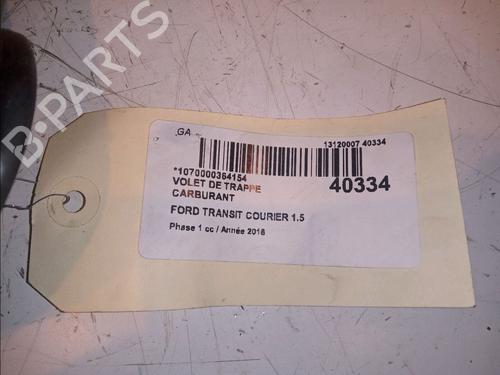 B-PARTS
GA
13120007 40334
*1070000364154
40334
VOLET DE TRAPPE
CARBURANT
FORD TRANSIT COURIER 1.5
Phase 1 cc / Année 2018